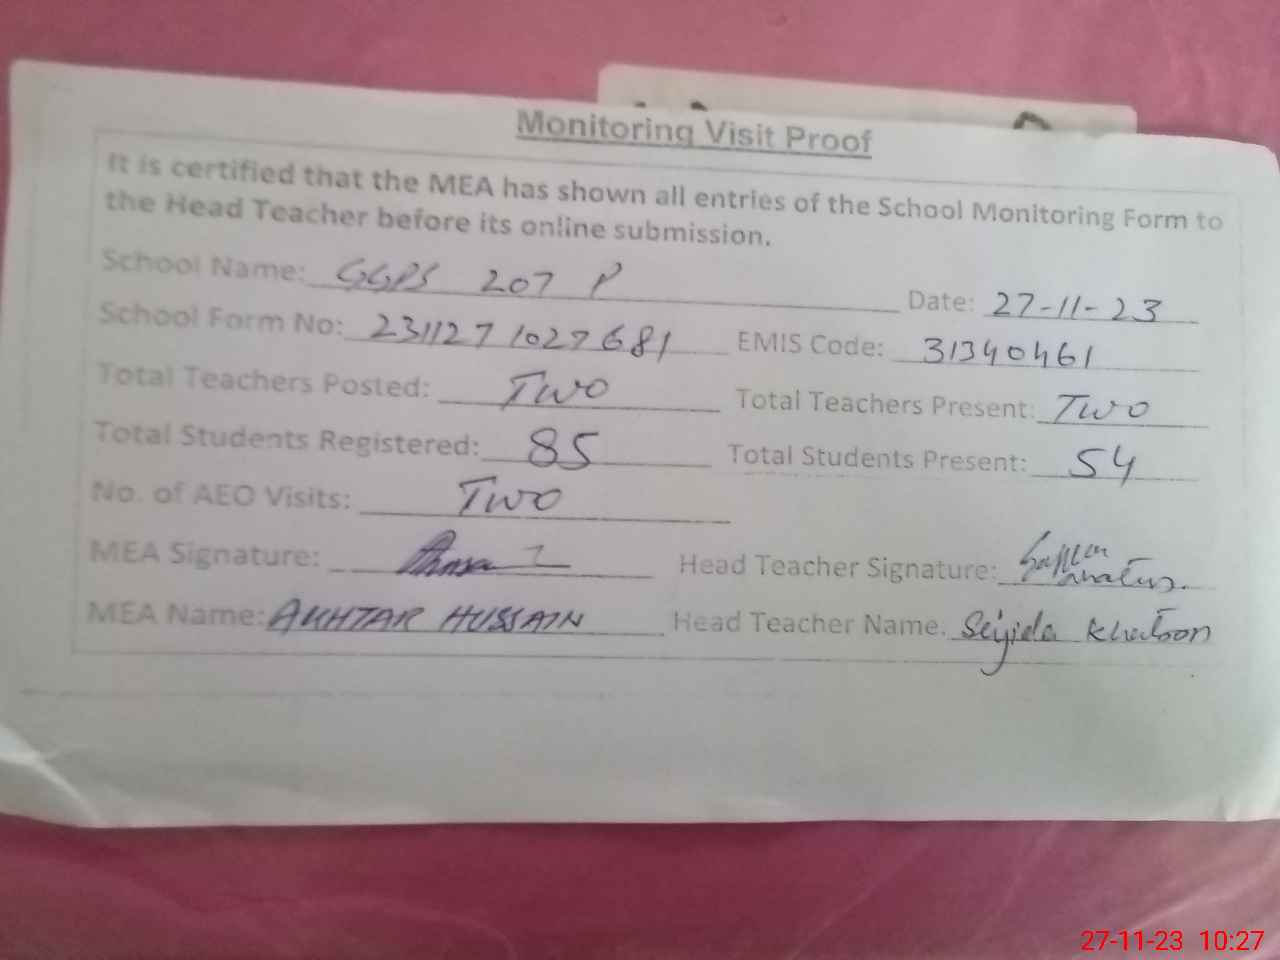 Monitoring Visit Proof
It is certified that the MEA has shown all entries of the School Monitoring Form to
the Head Teacher before its online submission.
School Name: GGPS 207 P Date: 27-11-23
School Form No: 231127 1027681 EMIS Code: 31340461
Total Teachers Posted: TWO Total Teachers Present: TWO
Total Students Registered: 85 Total Students Present: 54
No. of AEO Visits: TWO
MEA Signature: Head Teacher Signature:
MEA Name: AKHTAR HUSSAIN Head Teacher Name. Seyida Khatoon
27-11-23 10:27